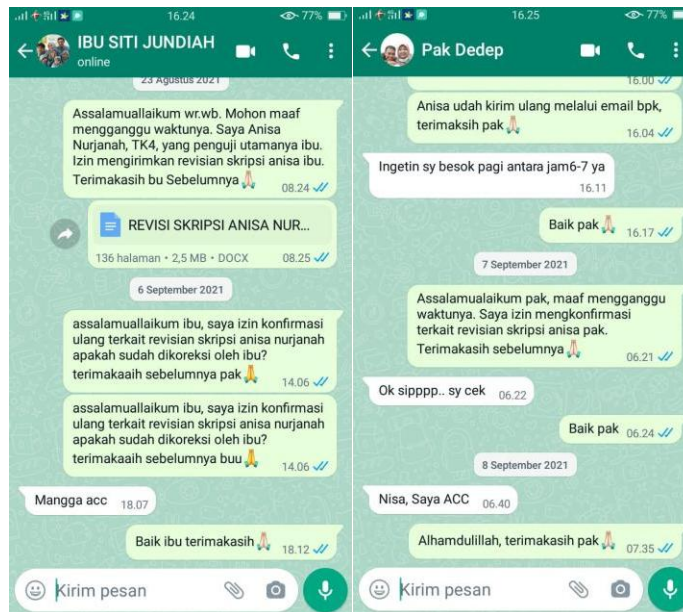 16.24
77%
IBU SITI JUNDIAH
online
23 Agustus 2021
Assalamuallaikum wr.wb. Mohon maaf
mengganggu waktunya. Saya Anisa
Nurjanah, TK4, yang penguji utamanya ibu.
Izin mengirimkan revisian skripsi anisa ibu.
Terimakasih bu Sebelumnya🙏🏻
08.24
REVISI SKRIPSI ANISA NUR...
136 halaman • 2,5 MB • DOCX
08.25
6 September 2021
assalamuallaikum ibu, saya izin konfirmasi
ulang terkait revisian skripsi anisa nurjanah
apakah sudah dikoreksi oleh ibu?
terimakaaih sebelumnya pak🙏
14.06
assalamuallaikum ibu, saya izin konfirmasi
ulang terkait revisian skripsi anisa nurjanah
apakah sudah dikoreksi oleh ibu?
terimakaaih sebelumnya buu🙏
14.06
Mangga acc
18.07
Baik ibu terimakasih🙏🏻
18.12
Kirim pesan
16.25
77%
Pak Dedep
16.00
Anisa udah kirim ulang melalui email bpk,
terimaksih pak🙏🏻
16.04
Ingetin sy besok pagi antara jam6-7 ya
16.11
Baik pak🙏🏻
16.17
7 September 2021
Assalamualaikum pak, maaf mengganggu
waktunya. Saya izin mengkonfirmasi
terkait revisian skripsi anisa pak.
Terimakasih sebelumnya🙏🏻
06.21
Ok sipppp.. sy cek
06.22
Baik pak
06.24
8 September 2021
Nisa, Saya ACC
06.40
Alhamdulillah, terimakasih pak🙏🏻
07.35
Kirim pesan